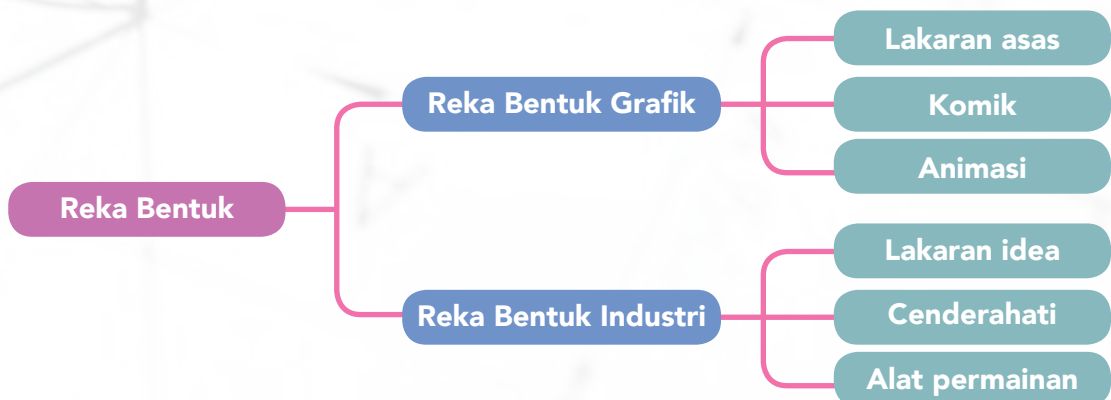 Reka Bentuk
Reka Bentuk Grafik
Lakaran asas
Komik
Animasi
Reka Bentuk Industri
Lakaran idea
Cenderahati
Alat permainan